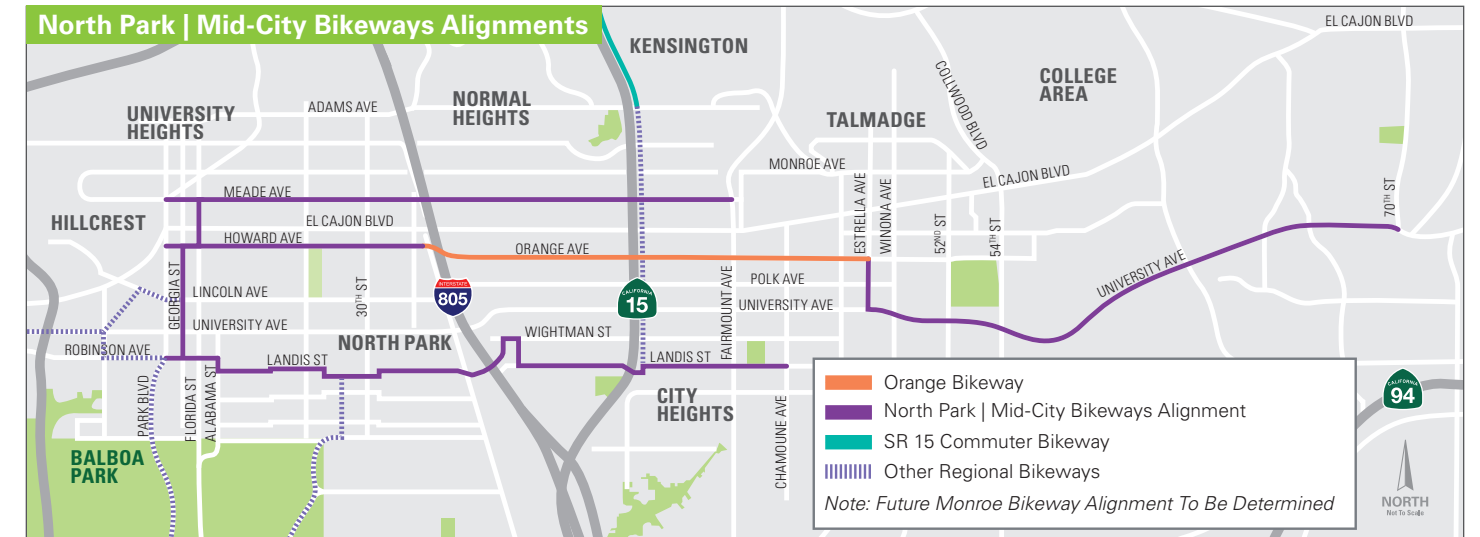 North Park | Mid-City Bikeways Alignments
EL CAJON BLVD
KENSINGTON
COLLEGE
AREA
COLLWOOD BLVD
UNIVERSITY
HEIGHTS
ADAMS AVE
NORMAL
HEIGHTS
TALMADGE
MONROE AVE
EL CAJON BLVD
MEADE AVE
ESTRELLA AVE
WINONA AVE
52ND ST
54TH ST
70TH ST
HILLCREST
EL CAJON BLVD
HOWARD AVE
ORANGE AVE
GEORGIA ST
LINCOLN AVE
30TH ST
INTERSTATE
805
CALIFORNIA
15
FAIRMOUNT AVE
POLK AVE
UNIVERSITY AVE
UNIVERSITY AVE
UNIVERSITY AVE
ROBINSON AVE
NORTH PARK
WIGHTMAN ST
LANDIS ST
LANDIS ST
PARK BLVD
FLORIDA ST
ALABAMA ST
CITY
HEIGHTS
CHAMOUNE AVE
BALBOA
PARK
CALIFORNIA
94
Orange Bikeway
North Park | Mid-City Bikeways Alignment
SR 15 Commuter Bikeway
Other Regional Bikeways
Note: Future Monroe Bikeway Alignment To Be Determined
NORTH
Not To Scale